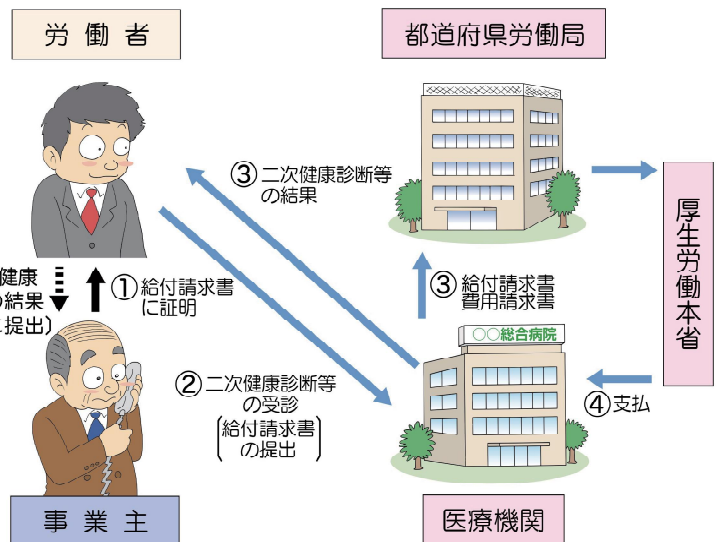 労働者
都道府県労働局
③二次健康診断等
の結果
厚生労働本省
健康
結果
提出〕
①給付請求書
に証明
③給付請求書
費用請求書
○○総合病院
②二次健康診断等
の受診
〔給付請求書
の提出〕
④支払
事業主
医療機関